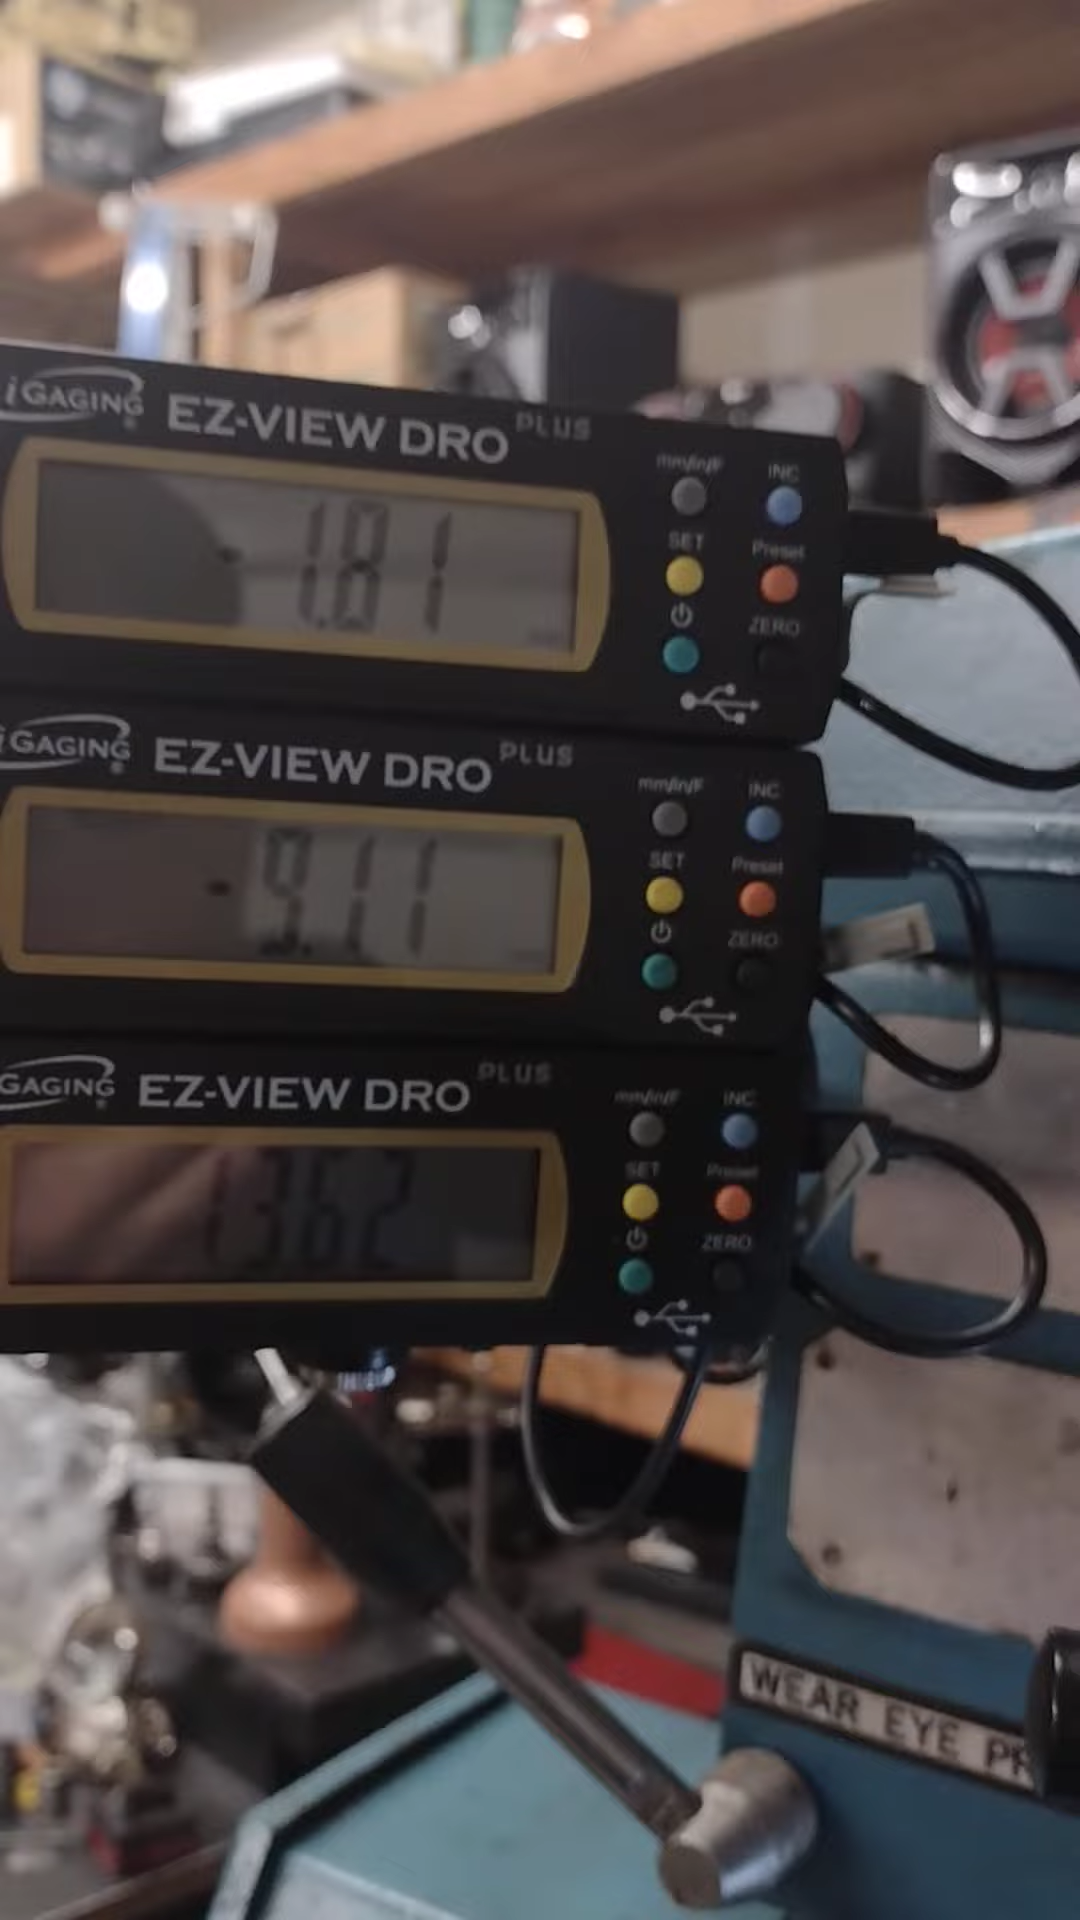 iGAGING® EZ-VIEW DRO PLUS
mm/in/F INC
SET Preset
ZERO
-1.81
iGAGING® EZ-VIEW DRO PLUS
mm/in/F INC
SET Preset
ZERO
-9.11
GAGING® EZ-VIEW DRO PLUS
mm/in/F INC
SET Preset
ZERO
WEAR EYE PR